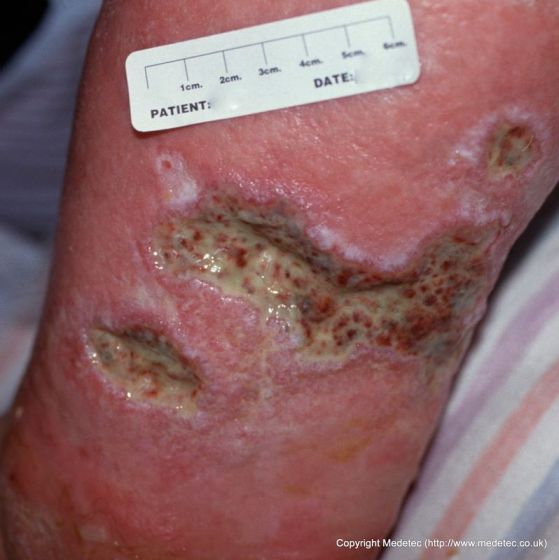 1cm. 2cm. 3cm. 4cm. 5cm. 6cm.
PATIENT: DATE:
Copyright Medetec (http://www.medetec.co.uk)